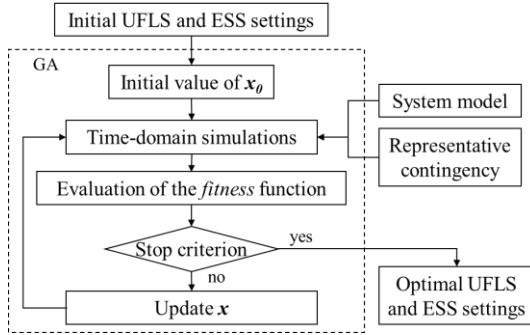 Initial UFLS and ESS settings
GA
Initial value of x0
System model
Time-domain simulations
Representative
contingency
Evaluation of the fitness function
Stop criterion
yes
no
Optimal UFLS
and ESS settings
Update x